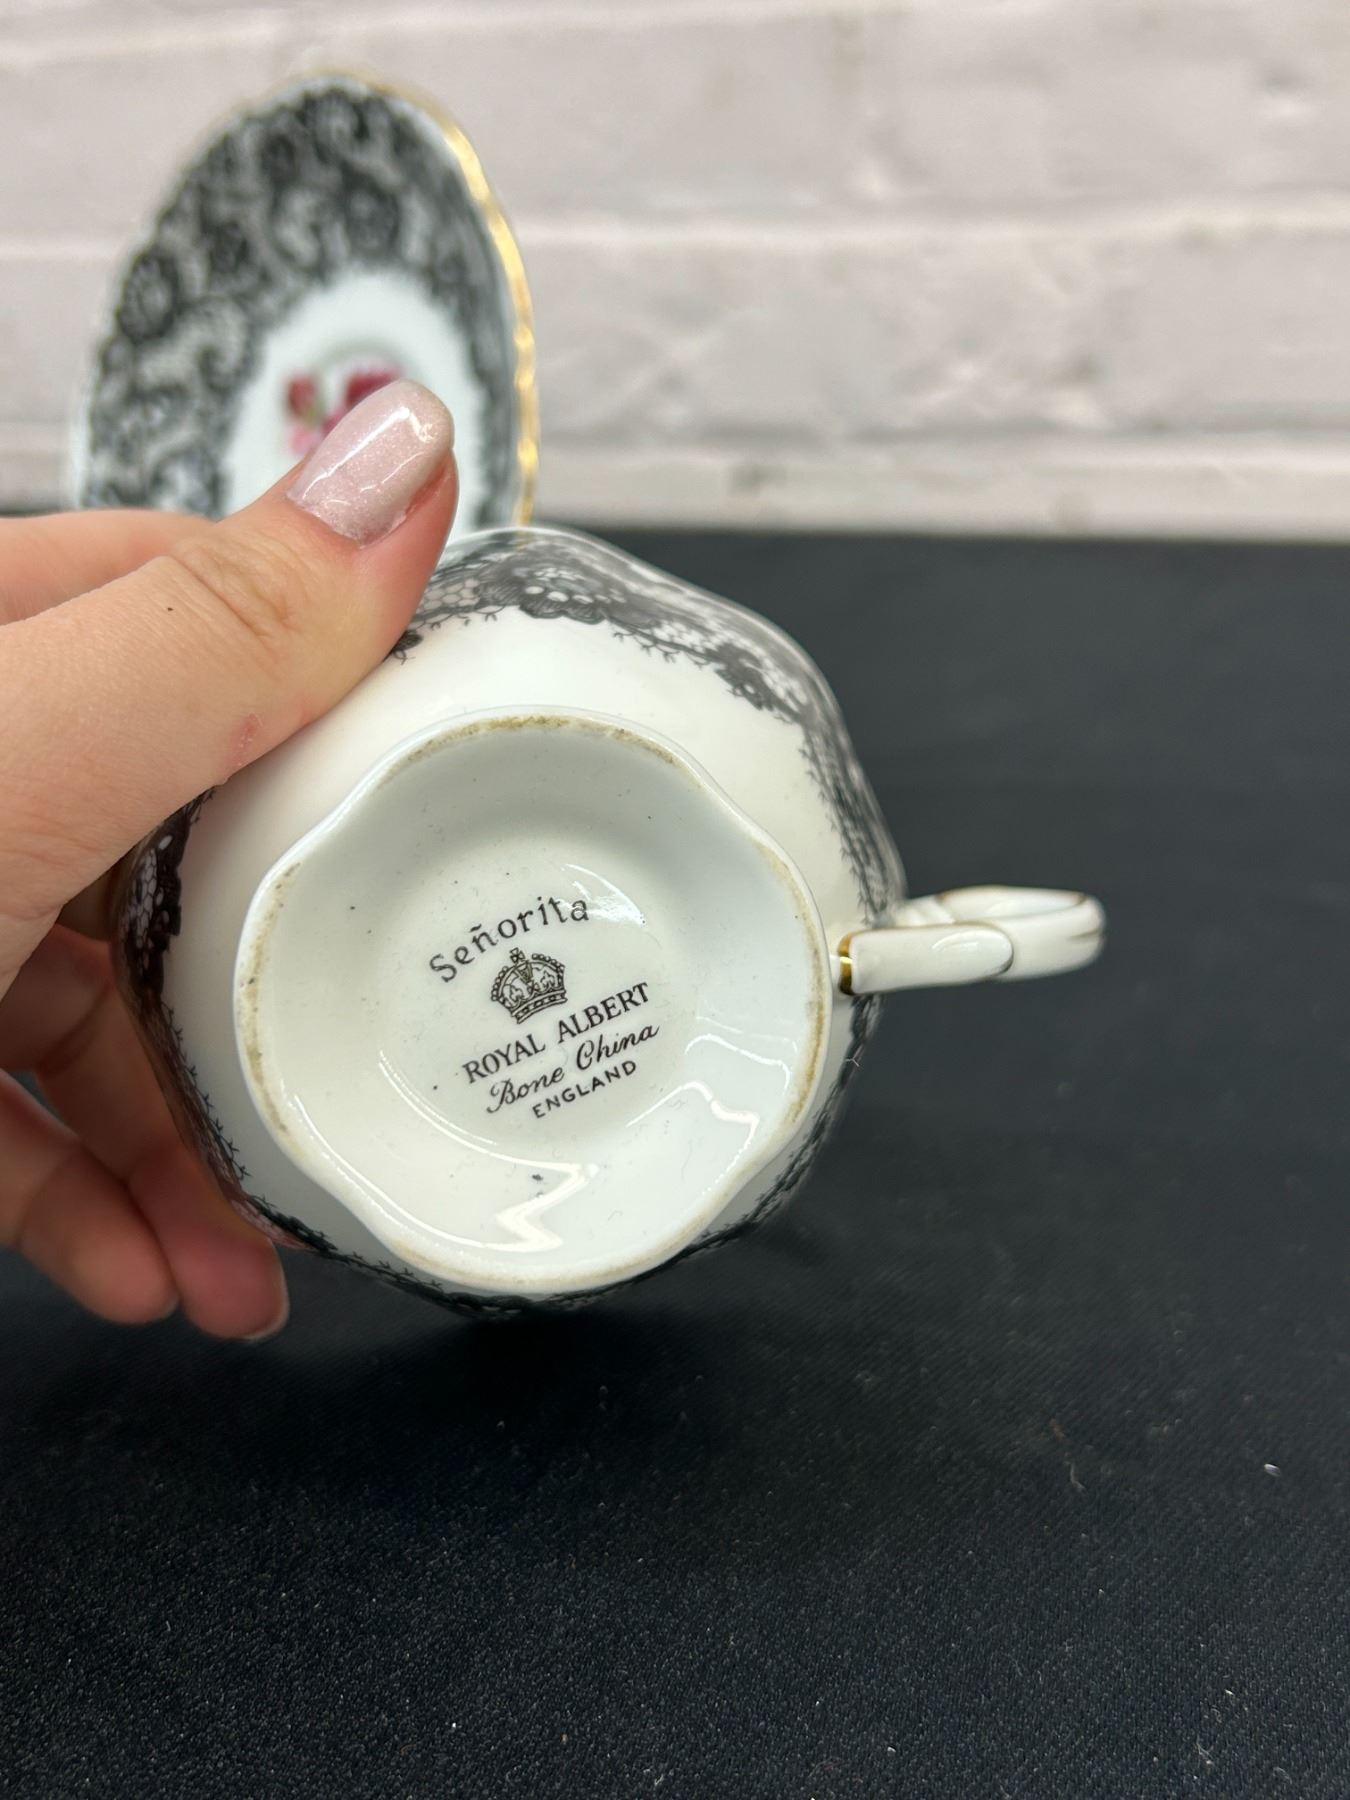 Señorita
ROYAL ALBERT
Bone China
ENGLAND